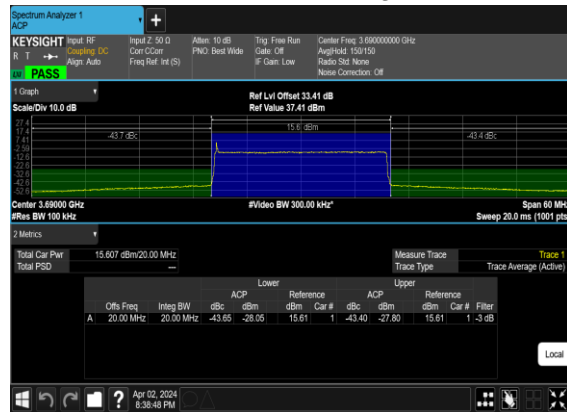 Spectrum Analyzer 1
ACP
KEYSIGHT
R T
PASS
Input: RF
Coupling: DC
Align: Auto
Input Z: 50 Ω
Corr CCorr
Freq Ref: Int (S)
Atten: 10 dB
PNO: Best Wide
Trig: Free Run
Gate: Off
IF Gain: Low
Center Freq: 3.690000000 GHz
Avg|Hold: 150/150
Radio Std: None
Noise Correction: Off
1 Graph
Scale/Div 10.0 dB
Ref Lvl Offset 33.41 dB
Ref Value 37.41 dBm
27.4
17.4
7.41
-2.59
-12.6
-22.6
-32.6
-42.6
-52.6
-43.7 dBc
15.6 dBm
-43.4 dBc
Center 3.69000 GHz
#Res BW 100 kHz
#Video BW 300.00 kHz*
Span 60 MHz
Sweep 20.0 ms (1001 pts
2 Metrics
Total Car Pwr 15.607 dBm/20.00 MHz
Total PSD ---
Measure Trace Trace 1
Trace Type Trace Average (Active)
Lower Upper
ACP Reference ACP Reference
Offs Freq Integ BW dBc dBm dBm Car # dBc dBm dBm Car # Filter
A 20.00 MHz 20.00 MHz -43.65 -28.05 15.61 1 -43.40 -27.80 15.61 1 -3 dB
Local
Apr 02, 2024
8:38:48 PM